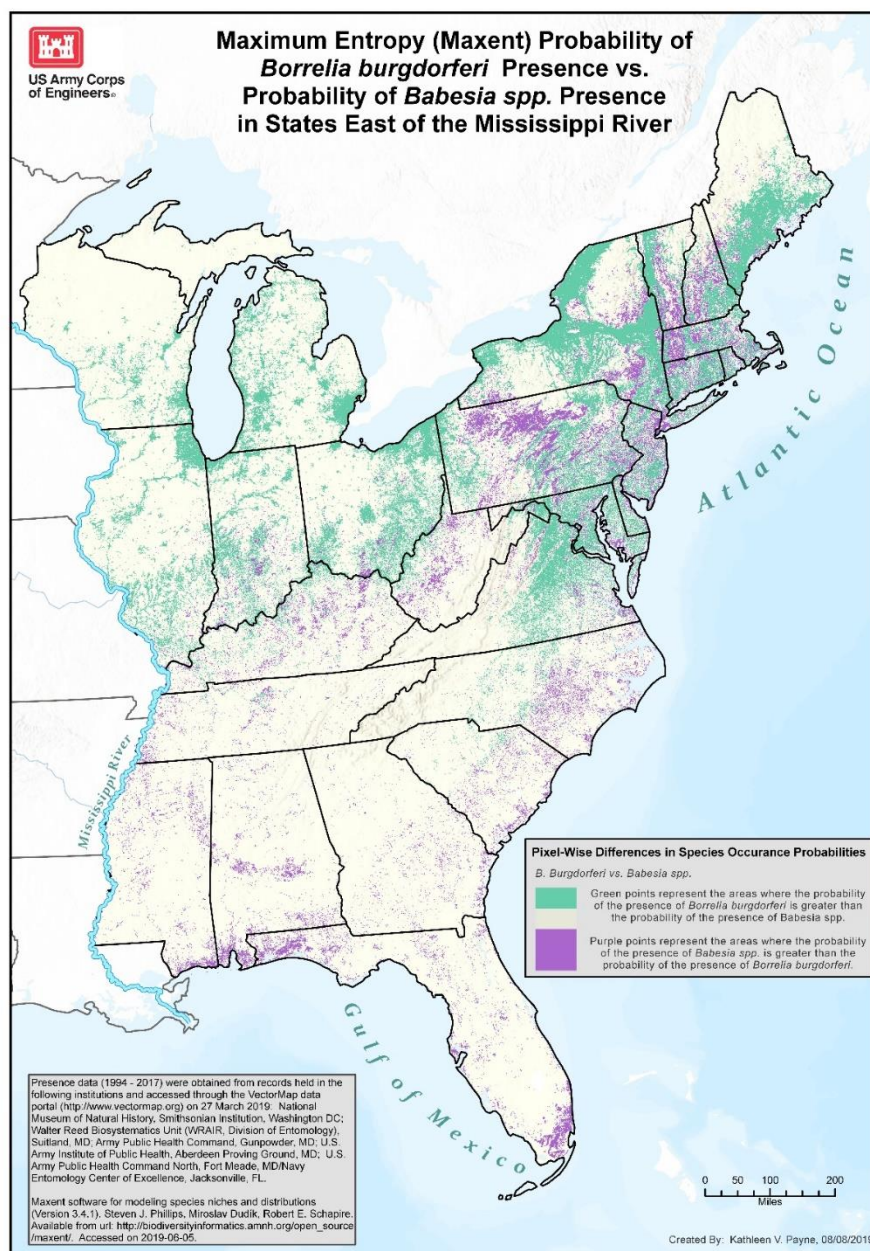 US Army Corps
of Engineers®
Maximum Entropy (Maxent) Probability of
Borrelia burgdorferi Presence vs.
Probability of Babesia spp. Presence
in States East of the Mississippi River
Atlantic Ocean
Mississippi River
Gulf of Mexico
Pixel-Wise Differences in Species Occurance Probabilities
B. Burgdorferi vs. Babesia spp.
Green points represent the areas where the probability
of the presence of Borrelia burgdorferi is greater than
the probability of the presence of Babesia spp.
Purple points represent the areas where the probability
of the presence of Babesia spp. is greater than the
probability of the presence of Borrelia burgdorferi.
Presence data (1994 - 2017) were obtained from records held in the
following institutions and accessed through the VectorMap data
portal (http://www.vectormap.org) on 27 March 2019: National
Museum of Natural History, Smithsonian Institution, Washington DC;
Walter Reed Biosystematics Unit (WRAIR, Division of Entomology),
Suitland, MD; Army Public Health Command, Gunpowder, MD; U.S.
Army Institute of Public Health, Aberdeen Proving Ground, MD; U.S.
Army Public Health Command North, Fort Meade, MD/Navy
Entomology Center of Excellence, Jacksonville, FL.
Maxent software for modeling species niches and distributions
(Version 3.4.1). Steven J. Phillips, Miroslav Dudík, Robert E. Schapire.
Available from url: http://biodiversityinformatics.amnh.org/open_source
/maxent/. Accessed on 2019-06-05.
0 50 100 200
Miles
Created By: Kathleen V. Payne, 08/08/2019